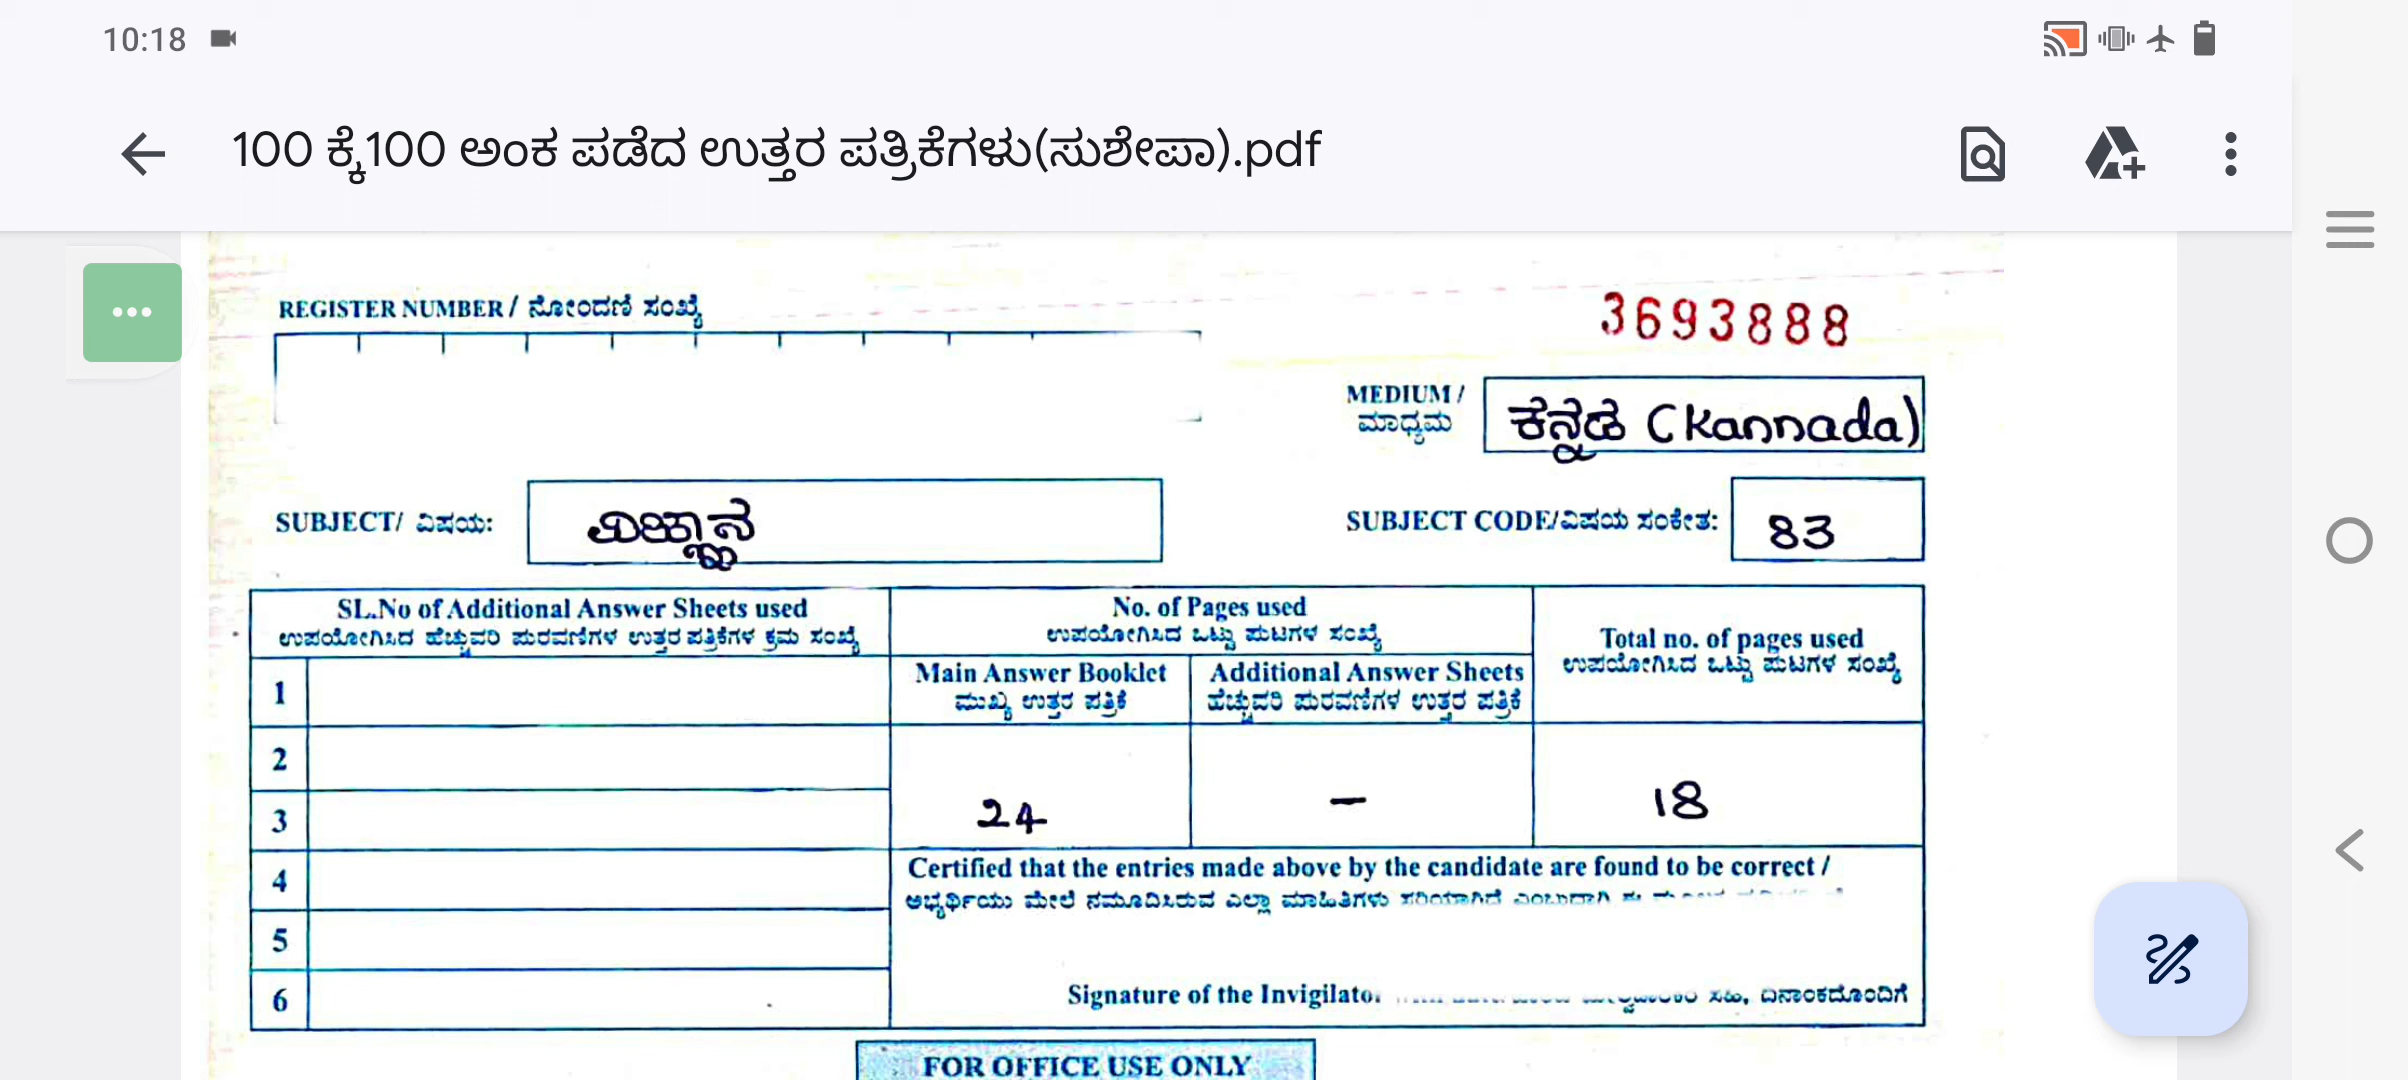 10:18
100 ಕ್ಕೆ100 ಅಂಕ ಪಡೆದ ಉತ್ತರ ಪತ್ರಿಕೆಗಳು(ಸುಶೇಪಾ).pdf
REGISTER NUMBER / ನೋಂದಣಿ ಸಂಖ್ಯೆ
3693888
MEDIUM /
ಮಾಧ್ಯಮ
ಕನ್ನಡ (Kannada)
SUBJECT/ ವಿಷಯ:
ವಿಜ್ಞಾನ
SUBJECT CODE/ವಿಷಯ ಸಂಕೇತ:
83
SL.No of Additional Answer Sheets used
ಉಪಯೋಗಿಸಿದ ಹೆಚ್ಚುವರಿ ಪುರವಣಿಗಳ ಉತ್ತರ ಪತ್ರಿಕೆಗಳ ಕ್ರಮ ಸಂಖ್ಯೆ
No. of Pages used
ಉಪಯೋಗಿಸಿದ ಒಟ್ಟು ಪುಟಗಳ ಸಂಖ್ಯೆ
Total no. of pages used
ಉಪಯೋಗಿಸಿದ ಒಟ್ಟು ಪುಟಗಳ ಸಂಖ್ಯೆ
Main Answer Booklet
ಮುಖ್ಯ ಉತ್ತರ ಪತ್ರಿಕೆ
Additional Answer Sheets
ಹೆಚ್ಚುವರಿ ಪುರವಣಿಗಳ ಉತ್ತರ ಪತ್ರಿಕೆ
1
2
3
24
–
18
4
5
6
Certified that the entries made above by the candidate are found to be correct /
ಅಭ್ಯರ್ಥಿಯು ಮೇಲೆ ನಮೂದಿಸಿರುವ ಎಲ್ಲಾ ಮಾಹಿತಿಗಳು ಸರಿಯಾಗಿದೆ ಎಂಬುದಾಗಿ ಈ
Signature of the Invigilator ಸಹಿ, ದಿನಾಂಕದೊಂದಿಗೆ
FOR OFFICE USE ONLY